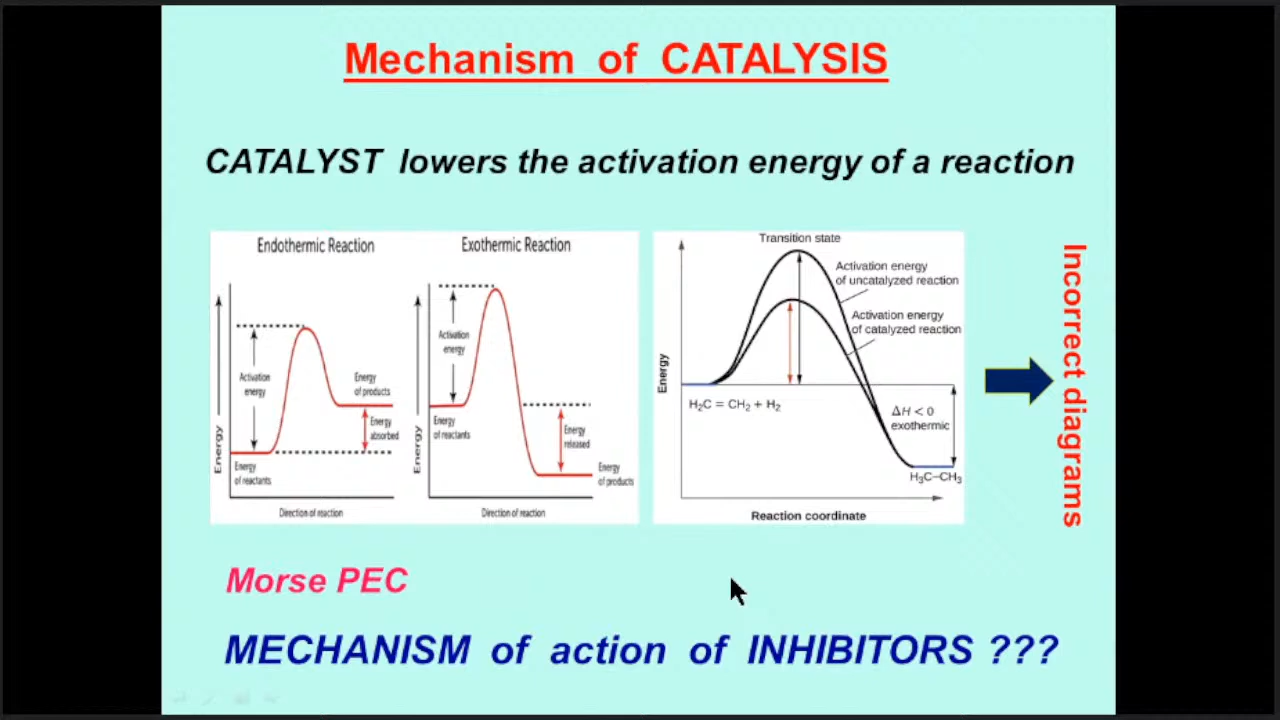 Mechanism of CATALYSIS
CATALYST lowers the activation energy of a reaction
Endothermic Reaction
Energy
Activation
energy
Energy
of products
Energy
absorbed
Energy
of reactants
Direction of reaction
Exothermic Reaction
Energy
Activation
energy
Energy
of reactants
Energy
released
Energy
of products
Direction of reaction
Transition state
Activation energy
of uncatalyzed reaction
Activation energy
of catalyzed reaction
Energy
H₂C = CH₂ + H₂
ΔH < 0
exothermic
H₃C–CH₃
Reaction coordinate
Incorrect diagrams
Morse PEC
MECHANISM of action of INHIBITORS ???